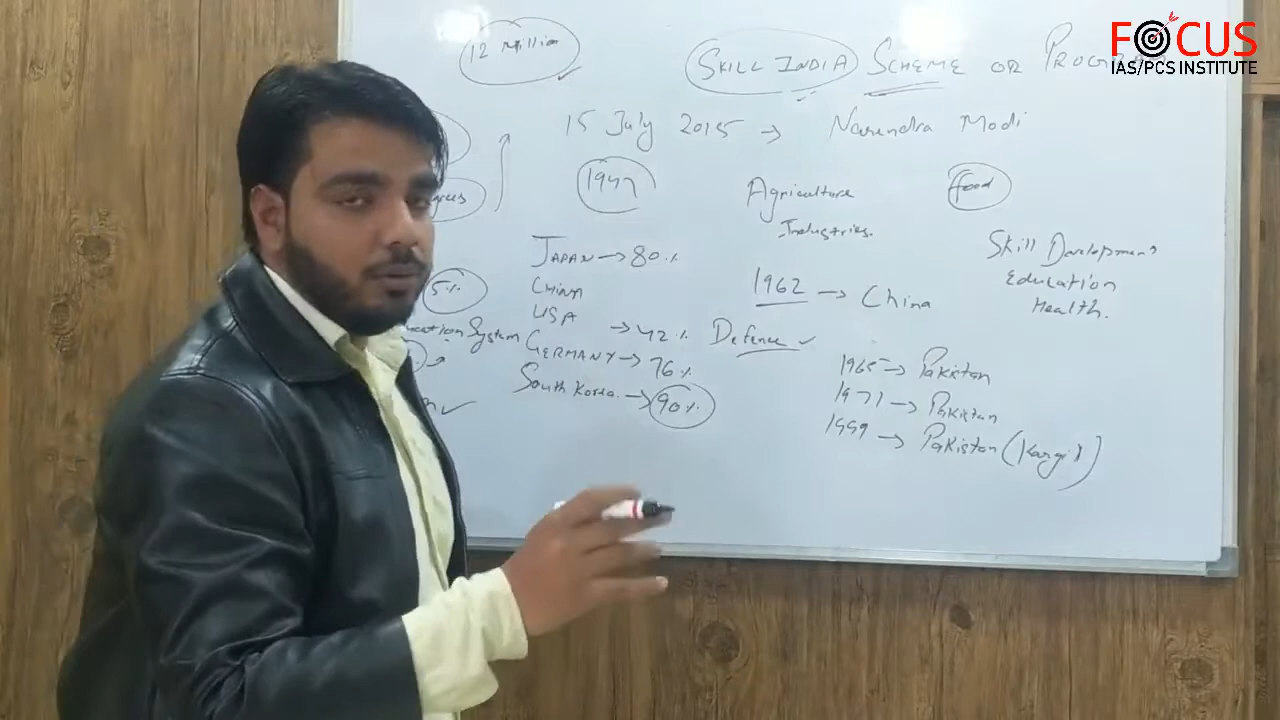 FOCUS
IAS/PCS INSTITUTE
12 Million
SKILL INDIA SCHEME OR
15 July 2015 → Narendra Modi
1947
Agriculture
Industries.
food
Skill Development
Education
Health.
1962 → China
JAPAN → 80%
CHINA
USA → 42%
GERMANY → 76%
South Korea → 90%
5%
System
Defence
1965 → Pakistan
1971 → Pakistan
1999 → Pakistan (Kargil)